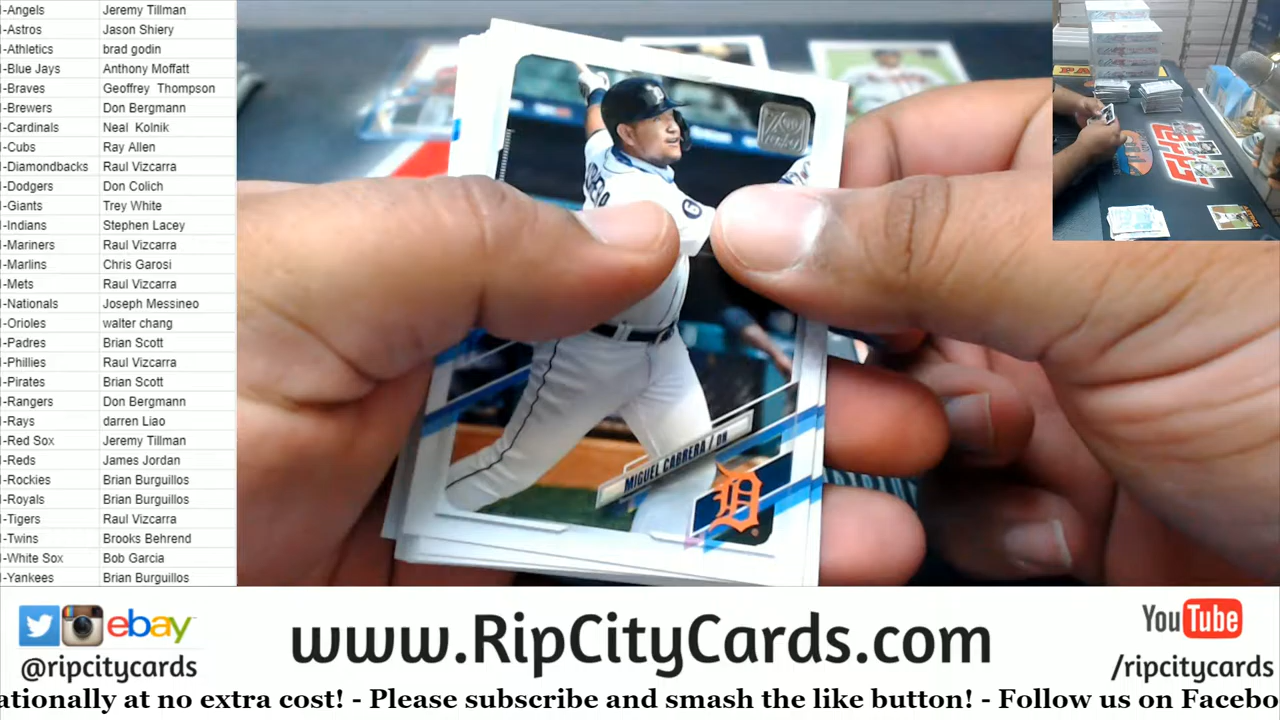 I-Angels Jeremy Tillman
I-Astros Jason Shiery
I-Athletics brad godin
I-Blue Jays Anthony Moffatt
I-Braves Geoffrey Thompson
I-Brewers Don Bergmann
I-Cardinals Neal Kolnik
I-Cubs Ray Allen
I-Diamondbacks Raul Vizcarra
I-Dodgers Don Colich
I-Giants Trey White
I-Indians Stephen Lacey
I-Mariners Raul Vizcarra
I-Marlins Chris Garosi
I-Mets Raul Vizcarra
I-Nationals Joseph Messineo
I-Orioles walter chang
I-Padres Brian Scott
I-Phillies Raul Vizcarra
I-Pirates Brian Scott
I-Rangers Don Bergmann
I-Rays darren Liao
I-Red Sox Jeremy Tillman
I-Reds James Jordan
I-Rockies Brian Burguillos
I-Royals Brian Burguillos
I-Tigers Raul Vizcarra
I-Twins Brooks Behrend
I-White Sox Bob Garcia
I-Yankees Brian Burguillos
6
MIGUEL CABRERA / DH
D
ebay
@ripcitycards
www.RipCityCards.com
YouTube
/ripcitycards
ationally at no extra cost! - Please subscribe and smash the like button! - Follow us on Facebo